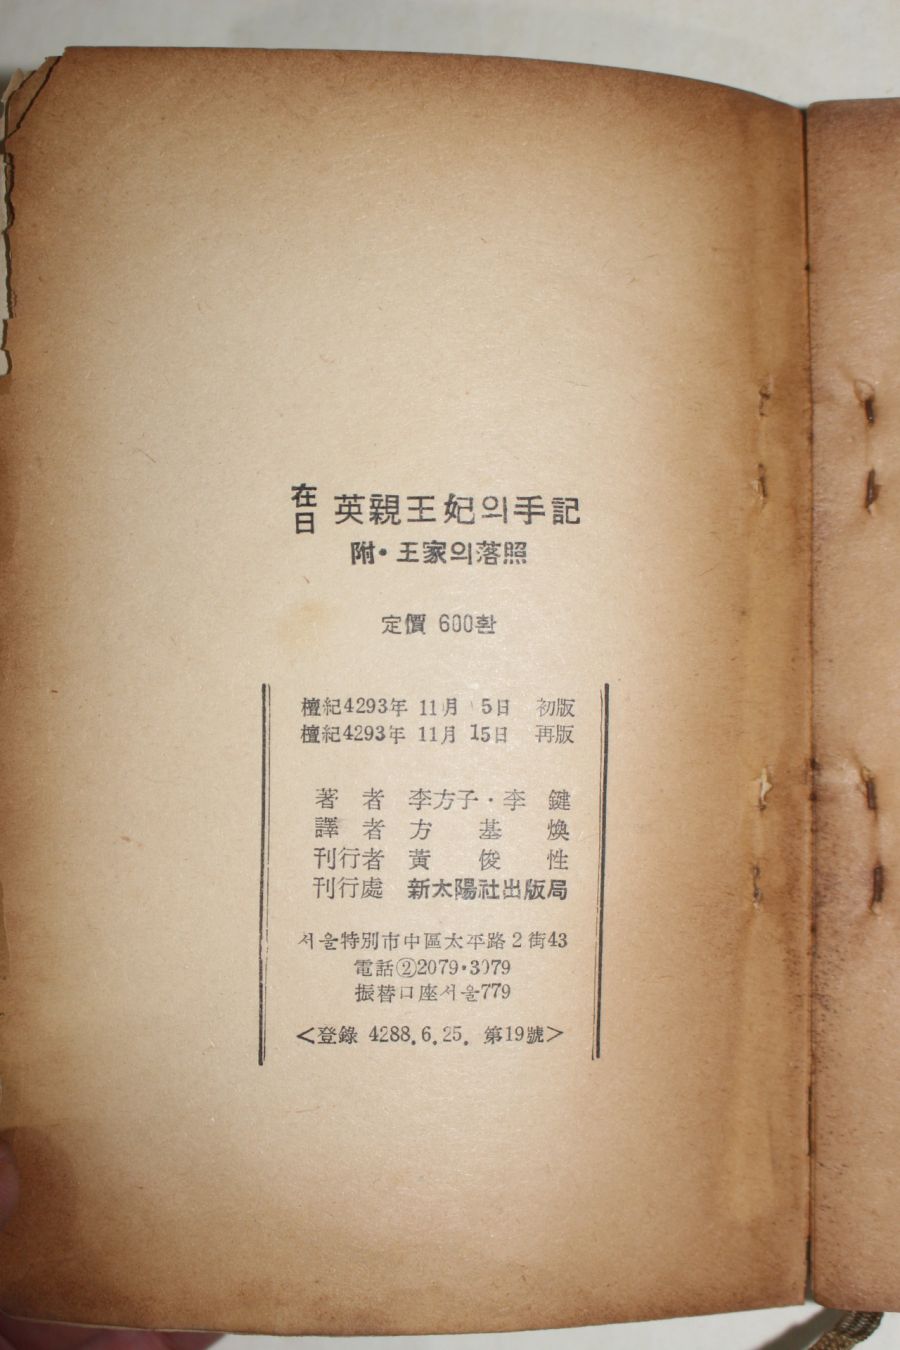 在日 英親王妃의手記
附·王家의落照
定價 600환
檀紀4293年 11月 5日 初版
檀紀4293年 11月 15日 再版
著者 李方子·李鍵
譯者 方基煥
刊行者 黃俊性
刊行處 新太陽社出版局
서울特別市中區太平路2街43
電話②2079·3979
振替口座서울779
<登錄 4288.6.25. 第19號>